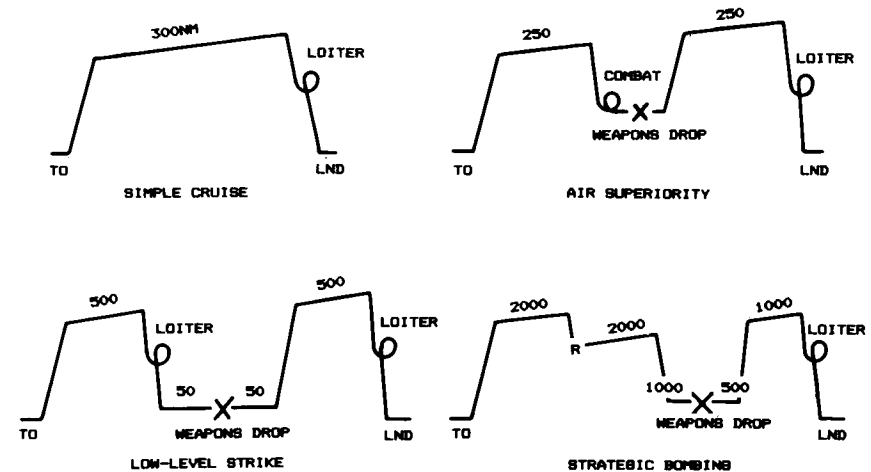 300NM
LOITER
TO
LND
SIMPLE CRUISE
250
COMBAT
250
LOITER
WEAPONS DROP
TO
LND
AIR SUPERIORITY
500
LOITER
50
50
500
LOITER
TO
WEAPONS DROP
LND
LOW-LEVEL STRIKE
2000
R
2000
1000
500
1000
LOITER
WEAPONS DROP
TO
LND
STRATEGIC BOMBING